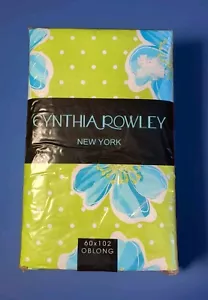 CYNTHIA ROWLEY
NEW YORK
60x102
OBLONG